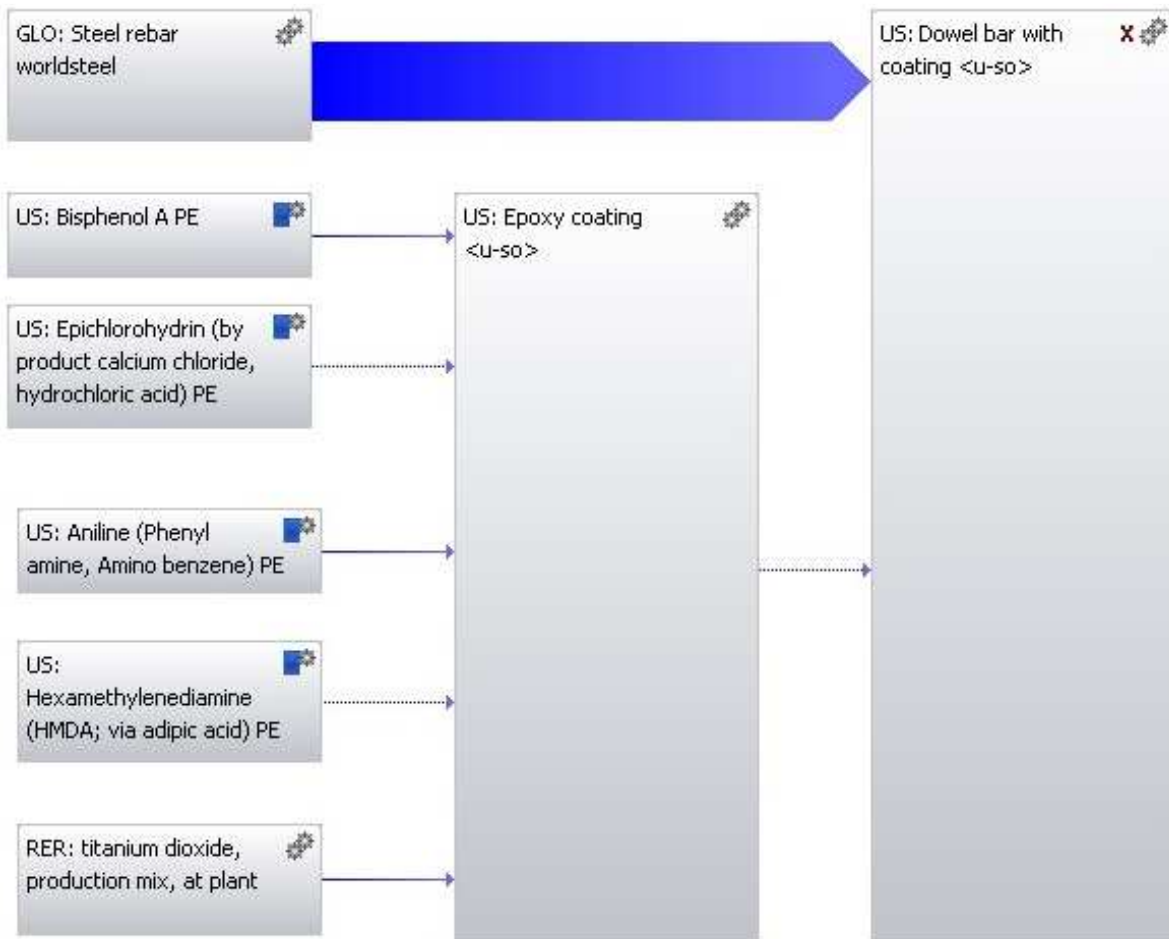 GLO: Steel rebar
worldsteel
US: Dowel bar with
coating <u-so>
X
US: Bisphenol A PE
US: Epoxy coating
<u-so>
US: Epichlorohydrin (by
product calcium chloride,
hydrochloric acid) PE
US: Aniline (Phenyl
amine, Amino benzene) PE
US:
Hexamethylenediamine
(HMDA; via adipic acid) PE
RER: titanium dioxide,
production mix, at plant